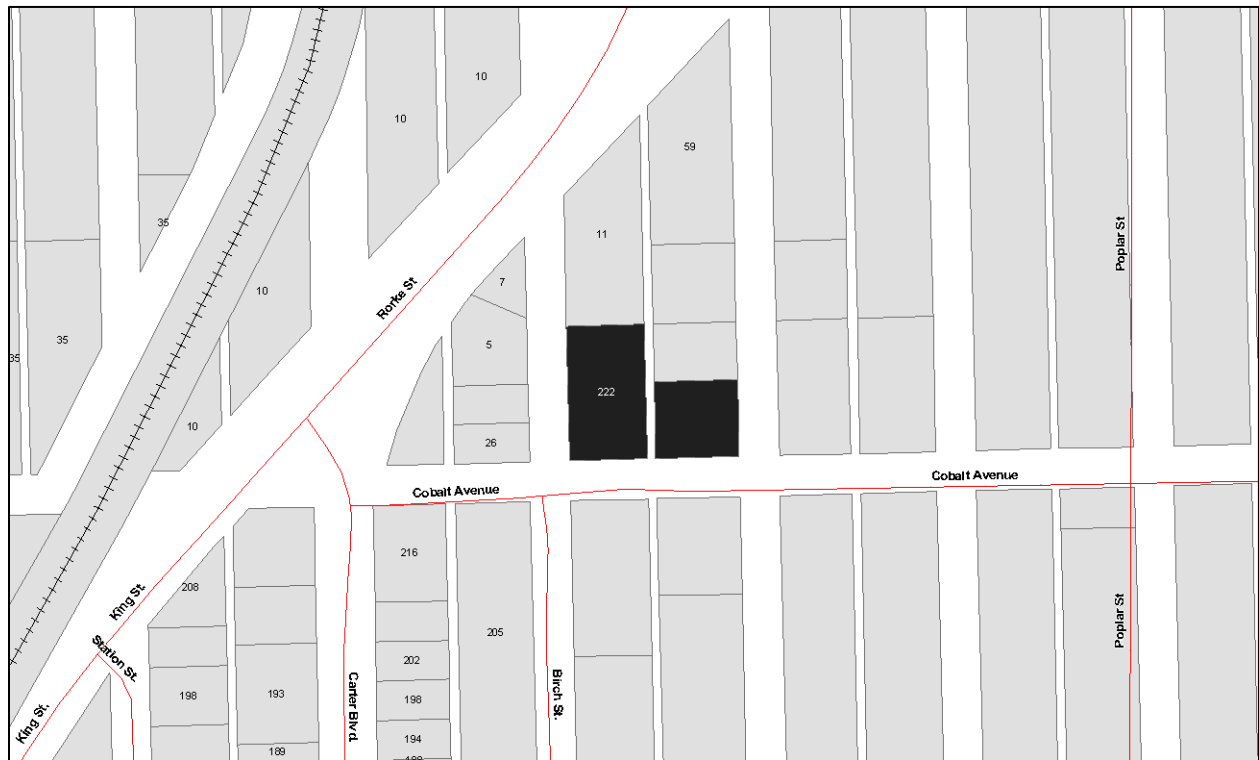 10
10
59
35
11
7
10
Rorke St
Poplar St
35
35
5
222
10
26
Cobalt Avenue
Cobalt Avenue
216
208
King St.
205
Poplar St
Station St.
202
198
193
198
Carter Blvd.
Birch St.
King St.
194
189